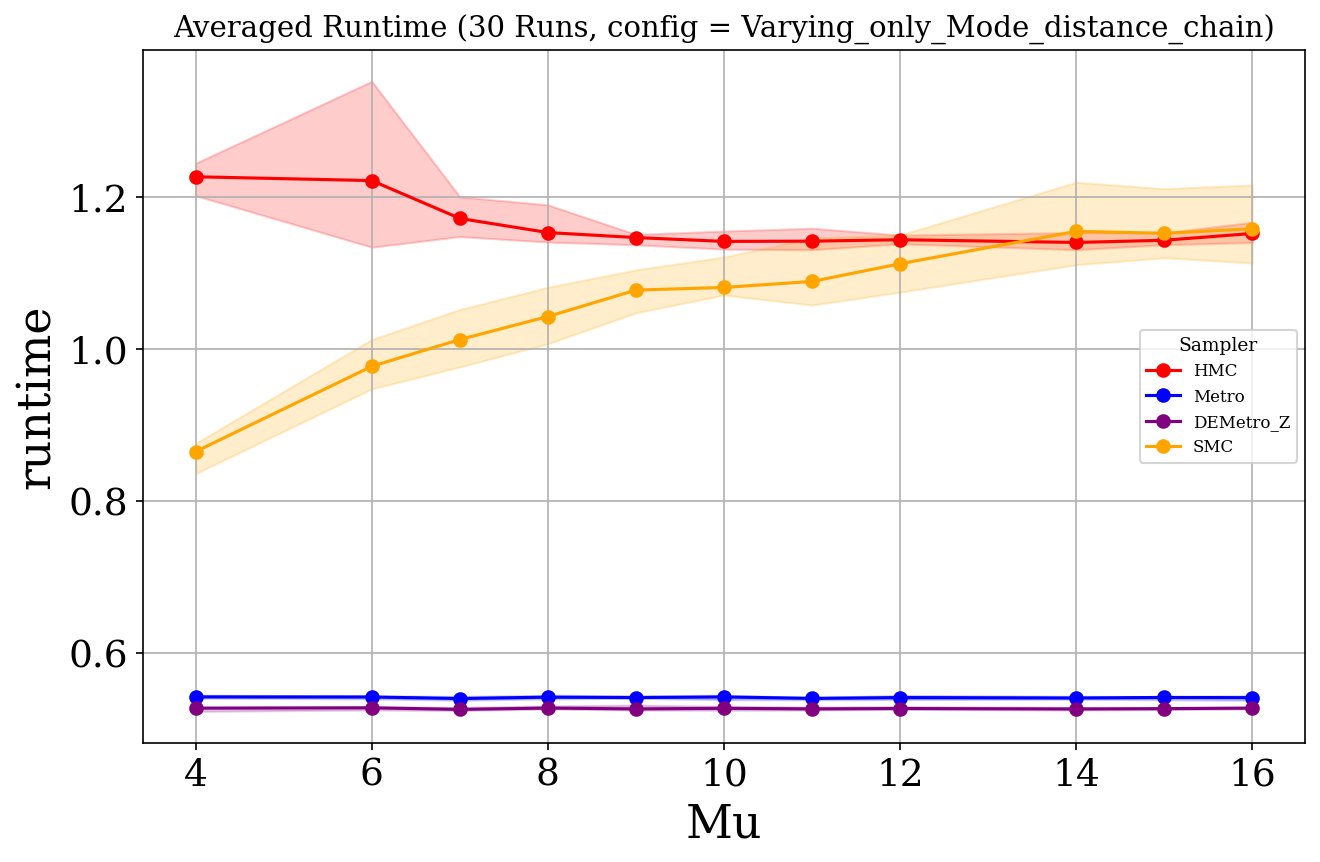 Averaged Runtime (30 Runs, config = Varying_only_Mode_distance_chain)
runtime
1.2
1.0
0.8
0.6
Sampler
HMC
Metro
DEMetro_Z
SMC
4 6 8 10 12 14 16
Mu